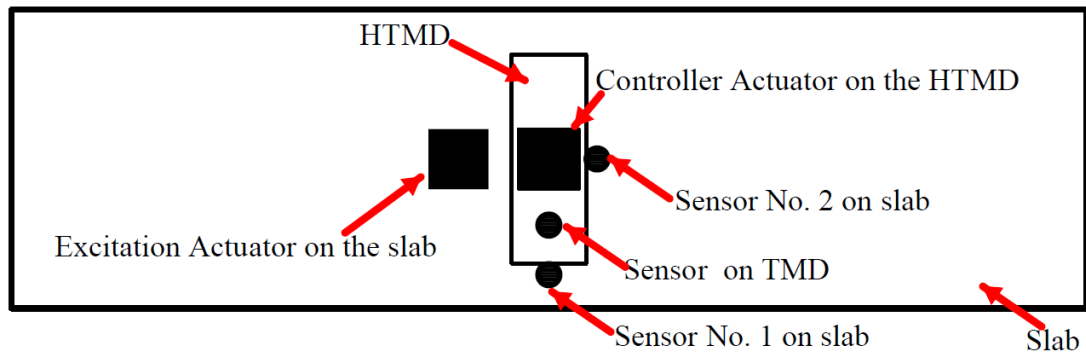 HTMD
Controller Actuator on the HTMD
Sensor No. 2 on slab
Excitation Actuator on the slab
Sensor on TMD
Sensor No. 1 on slab
Slab